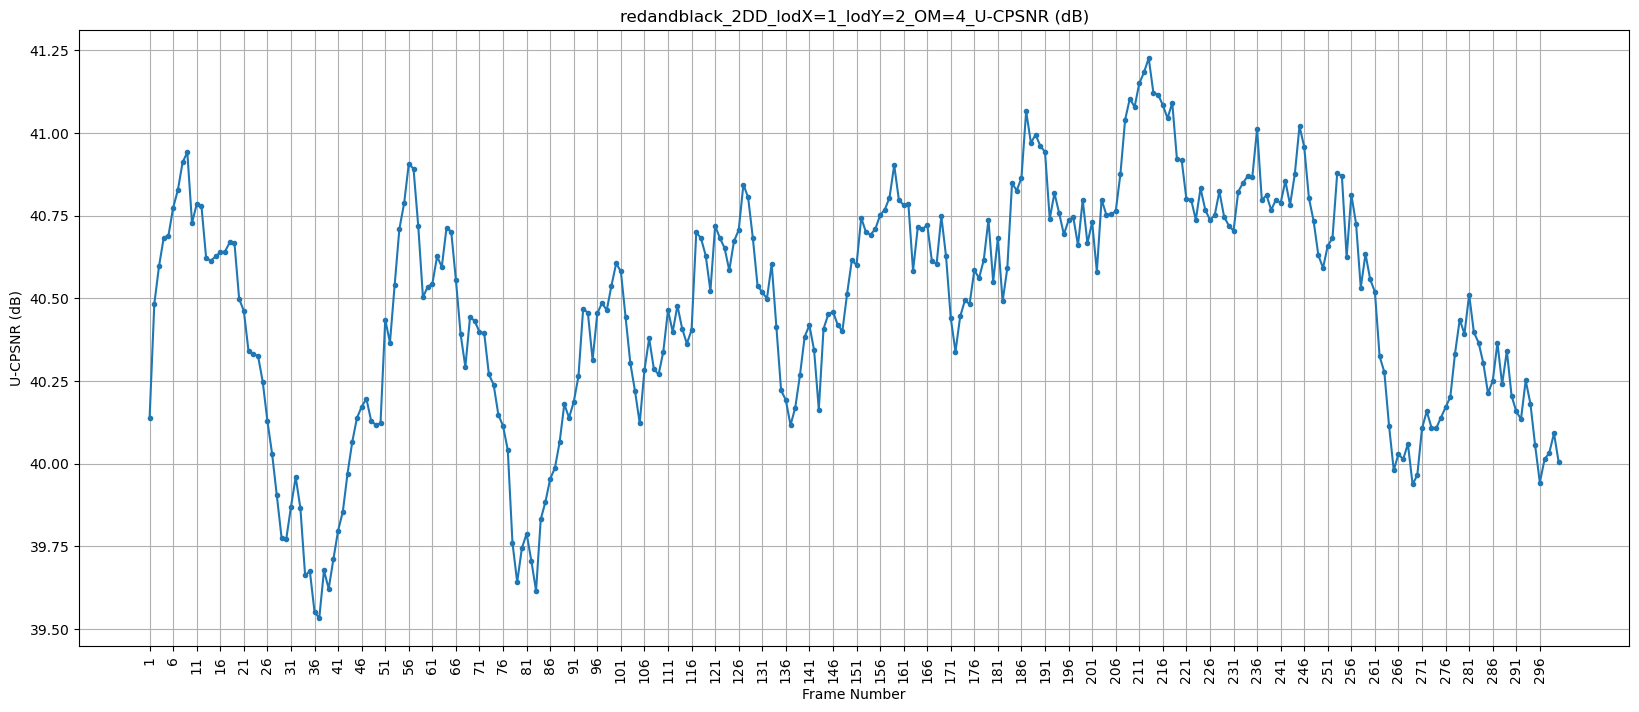 redandblack_2DD_lodX=1_lodY=2_OM=4_U-CPSNR (dB)
U-CPSNR (dB)
41.25
41.00
40.75
40.50
40.25
40.00
39.75
39.50
1 6 11 16 21 26 31 36 41 46 51 56 61 66 71 76 81 86 91 96 101 106 111 116 121 126 131 136 141 146 151 156 161 166 171 176 181 186 191 196 201 206 211 216 221 226 231 236 241 246 251 256 261 266 271 276 281 286 291 296
Frame Number